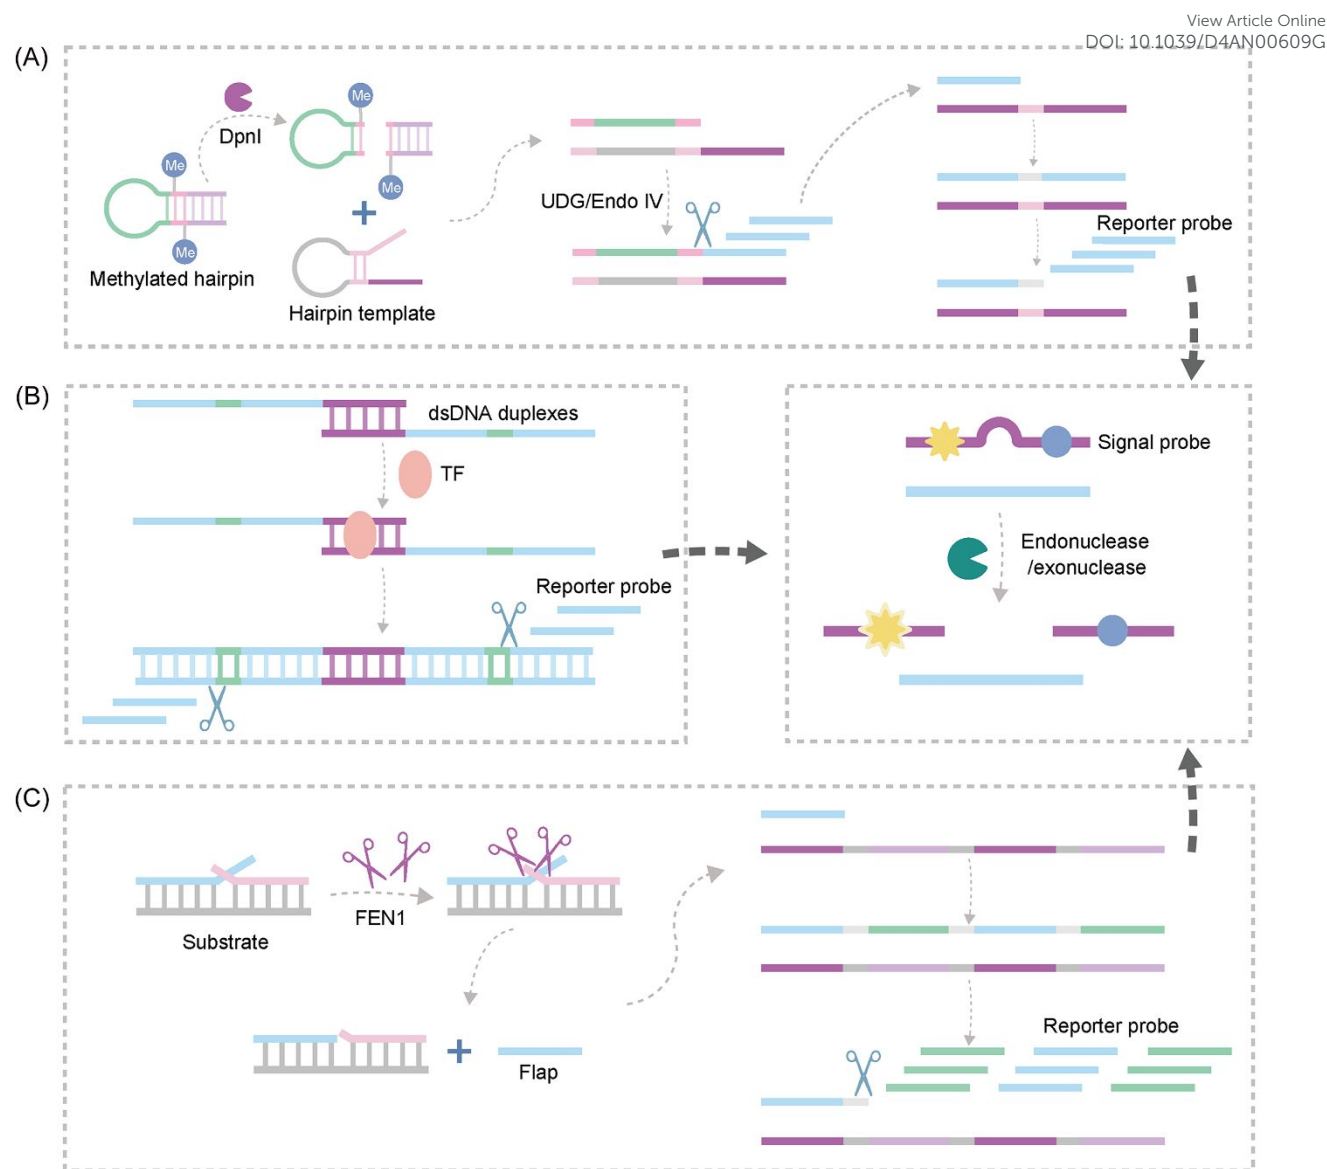 View Article Online
DOI: 10.1039/D4AN00609G
(A)
Me
DpnI
Me
Me
Me
Me
Methylated hairpin
Hairpin template
UDG/Endo IV
Reporter probe
(B)
dsDNA duplexes
TF
Reporter probe
Signal probe
Endonuclease
/exonuclease
(C)
FEN1
Substrate
Flap
Reporter probe